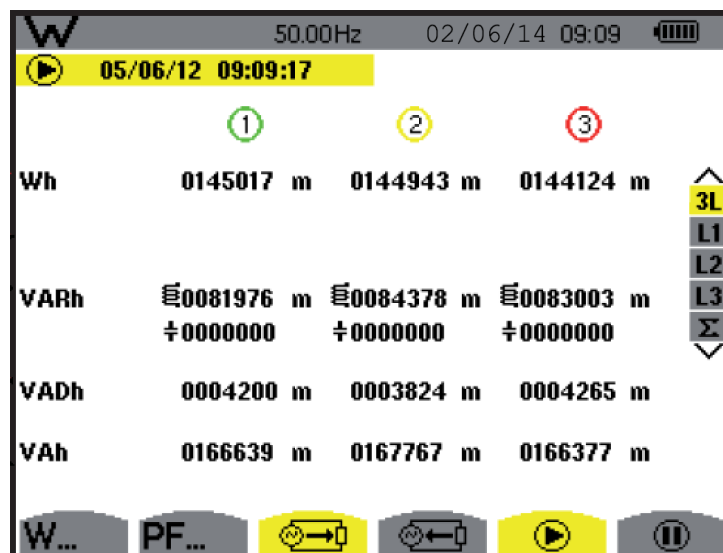 W 50.00Hz 02/06/14 09:09
05/06/12 09:09:17
1 2 3
Wh 0145017 m 0144943 m 0144124 m
3L
L1
L2
VARh 0081976 m 0084378 m 0083003 m L3
0000000 0000000 0000000 Σ
VADh 0004200 m 0003824 m 0004265 m
VAh 0166639 m 0167767 m 0166377 m
W... PF...